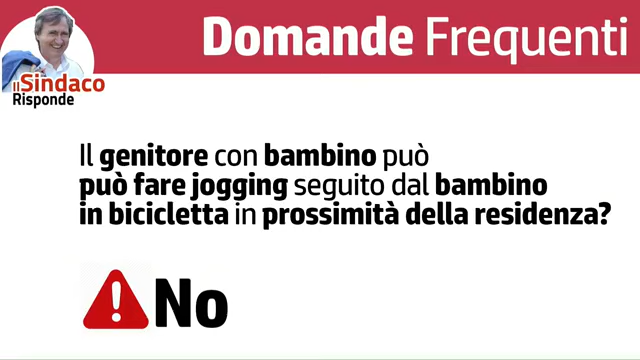 Domande Frequenti
Il Sindaco
Risponde
Il genitore con bambino può
può fare jogging seguito dal bambino
in bicicletta in prossimità della residenza?
No